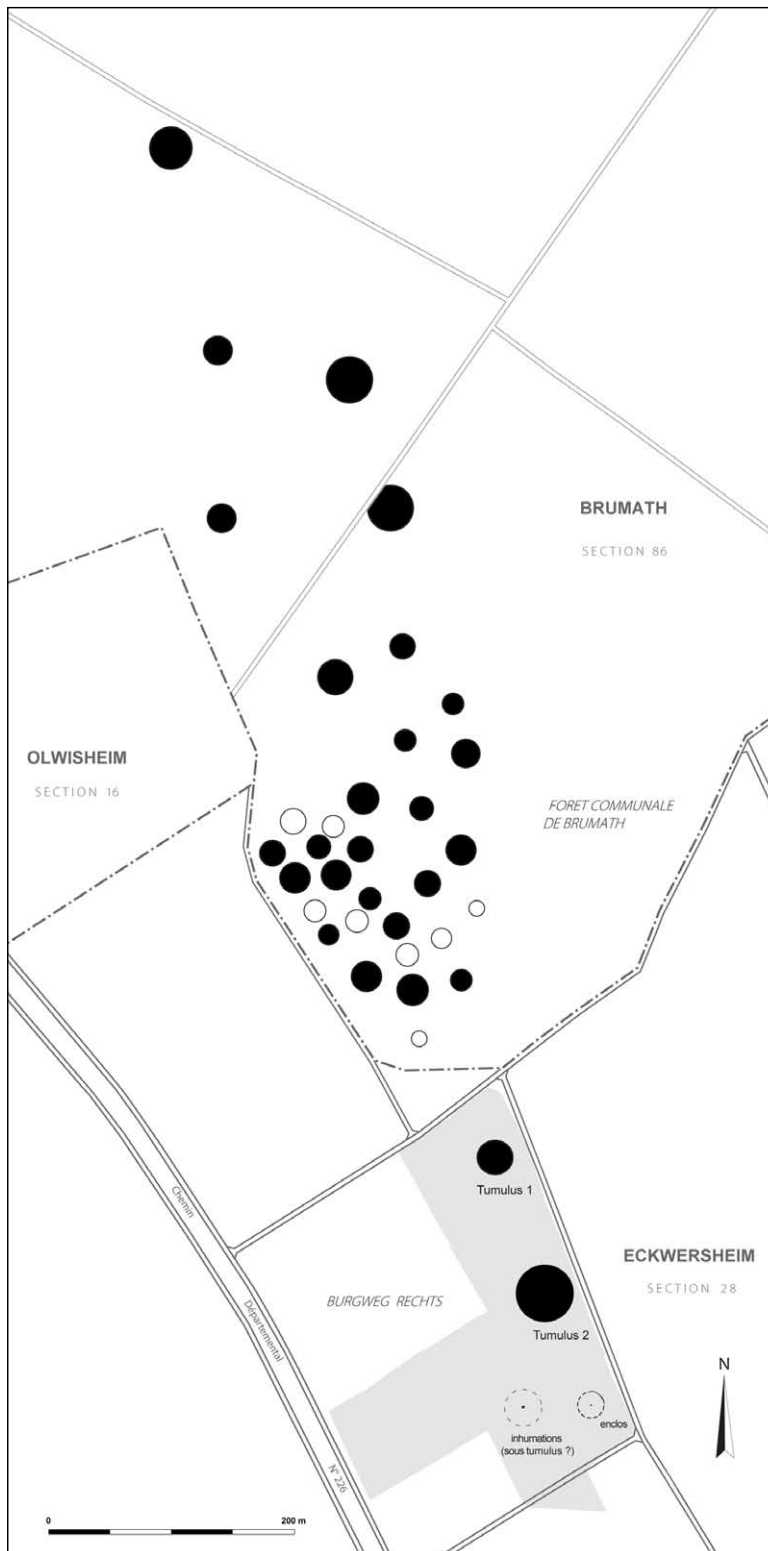 BRUMATH
SECTION 86
OLWISHEIM
SECTION 16
FORET COMMUNALE
DE BRUMATH
Tumulus 1
Chemin
Départemental
N° 226
ECKWERSHEIM
SECTION 28
BURGWEG RECHTS
Tumulus 2
N
enclos
inhumations
(sous tumulus ?)
0
200 m